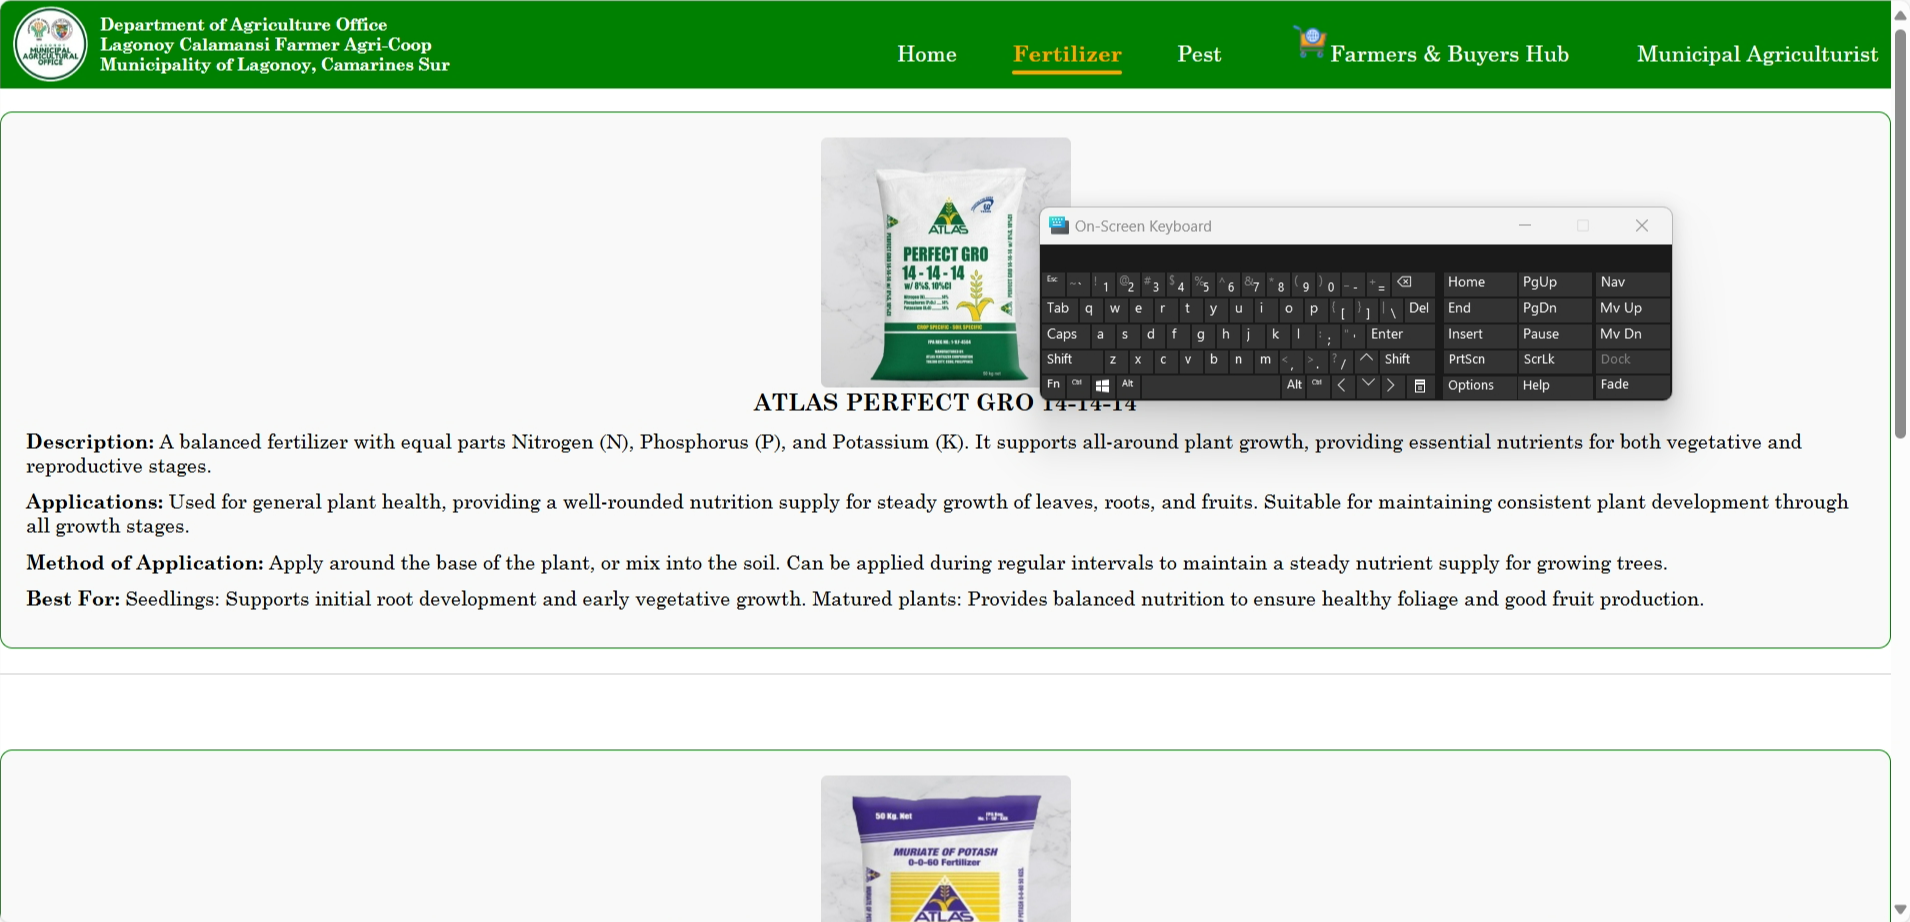 Department of Agriculture Office
Lagonoy Calamansi Farmer Agri-Coop
Municipality of Lagonoy, Camarines Sur
MUNICIPAL
AGRICULTURAL
OFFICE
Home
Fertilizer
Pest
Farmers & Buyers Hub
Municipal Agriculturist
ATLAS
PERFECT GRO
14 - 14 - 14
w/ 8%S, 10%Cl
CROP SPECIFIC - SOIL SPECIFIC
On-Screen Keyboard
Esc ~ ` ! 1 @ 2 # 3 $ 4 % 5 ^ 6 & 7 * 8 ( 9 ) 0 _ - + = Home PgUp Nav
Tab q w e r t y u i o p { [ } ] | \ Del End PgDn Mv Up
Caps a s d f g h j k l : ; " ' Enter Insert Pause Mv Dn
Shift z x c v b n m < , > . ? / Shift PrtScn ScrLk Dock
Fn Ctrl Alt Alt Ctrl Options Help Fade
ATLAS PERFECT GRO 14-14-14
Description: A balanced fertilizer with equal parts Nitrogen (N), Phosphorus (P), and Potassium (K). It supports all-around plant growth, providing essential nutrients for both vegetative and
reproductive stages.
Applications: Used for general plant health, providing a well-rounded nutrition supply for steady growth of leaves, roots, and fruits. Suitable for maintaining consistent plant development through
all growth stages.
Method of Application: Apply around the base of the plant, or mix into the soil. Can be applied during regular intervals to maintain a steady nutrient supply for growing trees.
Best For: Seedlings: Supports initial root development and early vegetative growth. Matured plants: Provides balanced nutrition to ensure healthy foliage and good fruit production.
50 Kg. Net
MURIATE OF POTASH
0-0-60 Fertilizer
ATLAS